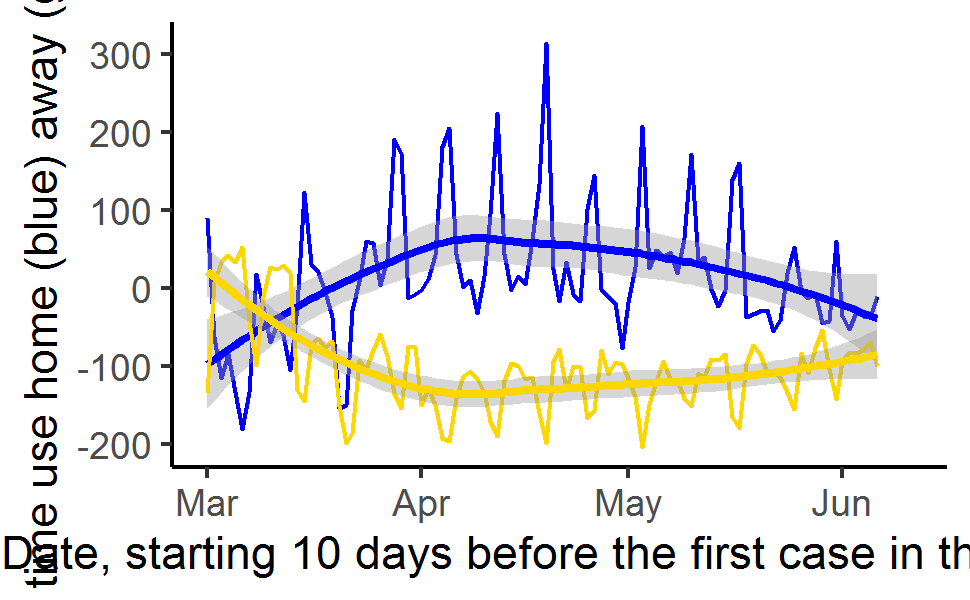 time use home (blue) away (
300
200
100
0
-100
-200
Mar Apr May Jun
Date, starting 10 days before the first case in th